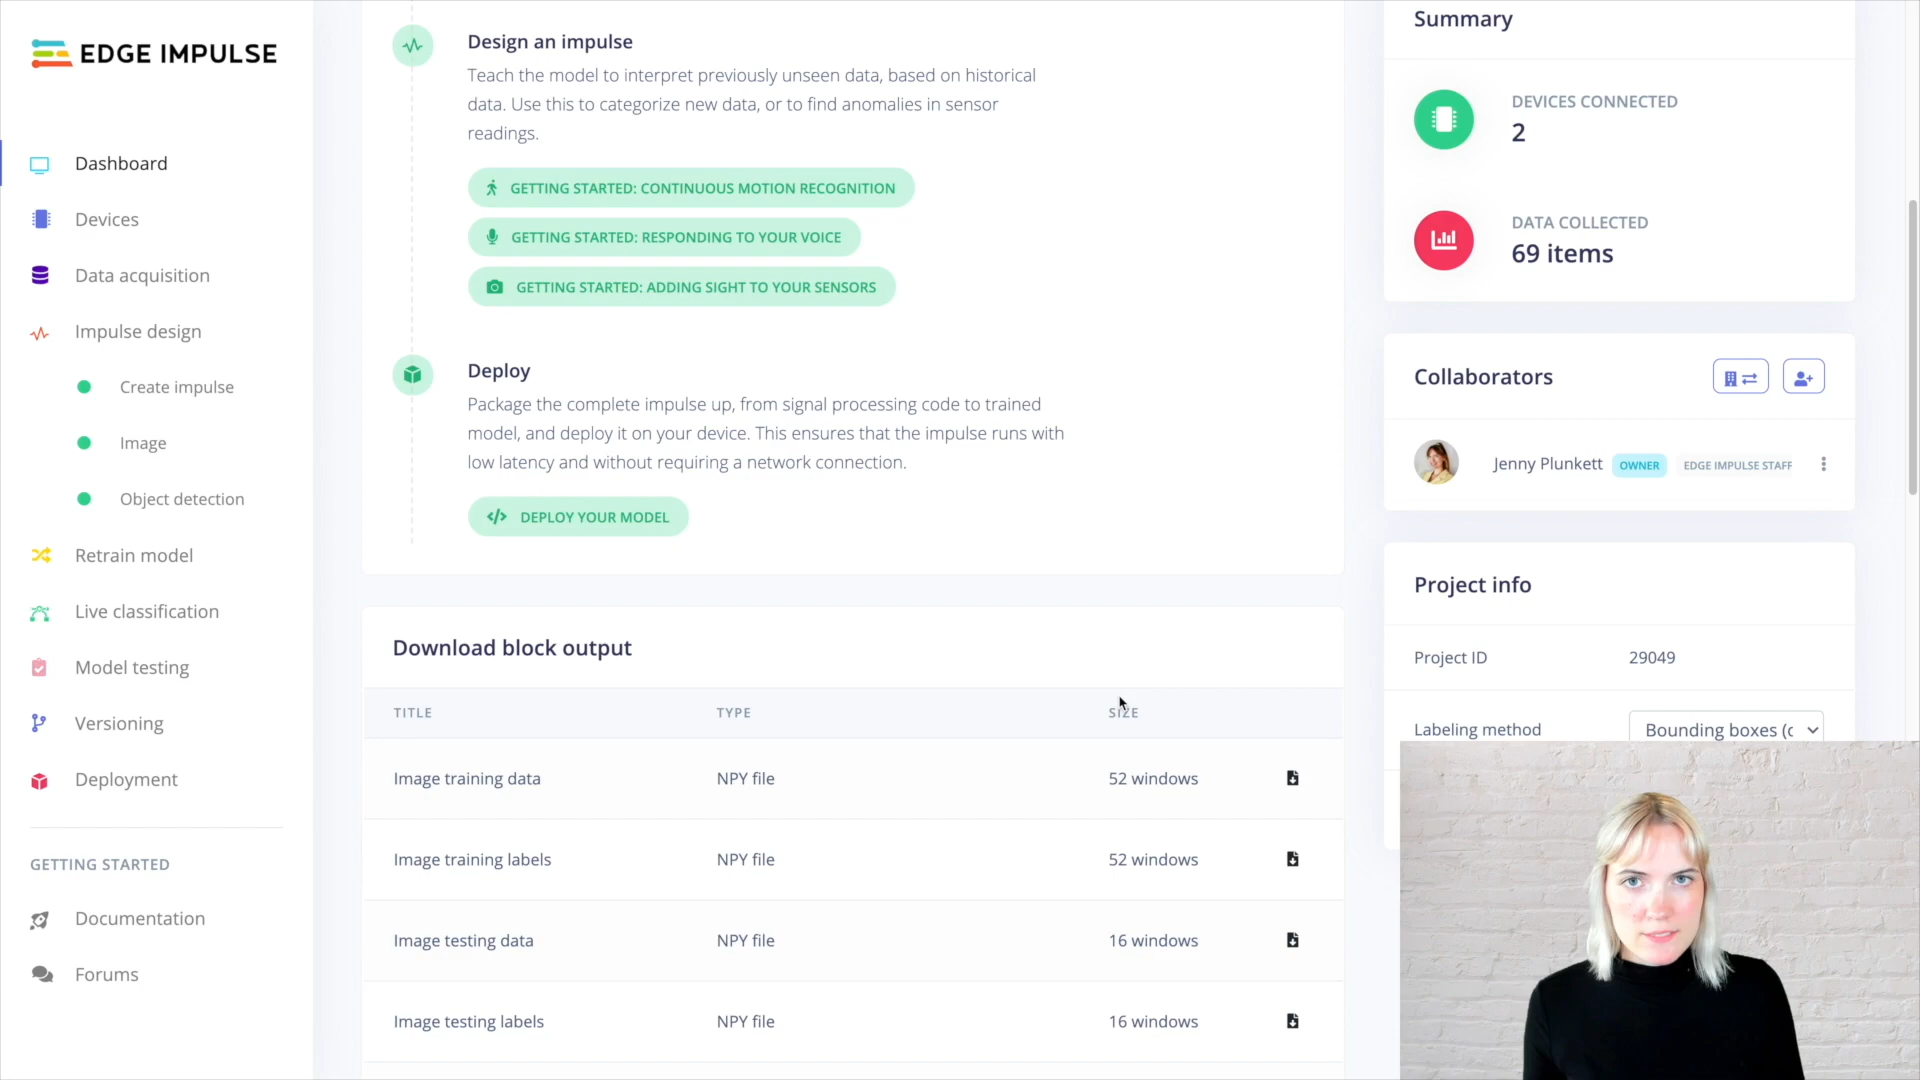 EDGE IMPULSE
Dashboard
Devices
Data acquisition
Impulse design
Create impulse
Image
Object detection
Retrain model
Live classification
Model testing
Versioning
Deployment
GETTING STARTED
Documentation
Forums
Design an impulse
Teach the model to interpret previously unseen data, based on historical
data. Use this to categorize new data, or to find anomalies in sensor
readings.
GETTING STARTED: CONTINUOUS MOTION RECOGNITION
GETTING STARTED: RESPONDING TO YOUR VOICE
GETTING STARTED: ADDING SIGHT TO YOUR SENSORS
Deploy
Package the complete impulse up, from signal processing code to trained
model, and deploy it on your device. This ensures that the impulse runs with
low latency and without requiring a network connection.
DEPLOY YOUR MODEL
Download block output
TITLE TYPE SIZE
Image training data NPY file 52 windows
Image training labels NPY file 52 windows
Image testing data NPY file 16 windows
Image testing labels NPY file 16 windows
Summary
DEVICES CONNECTED
2
DATA COLLECTED
69 items
Collaborators
Jenny Plunkett OWNER EDGE IMPULSE STAFF
Project info
Project ID 29049
Labeling method Bounding boxes (c